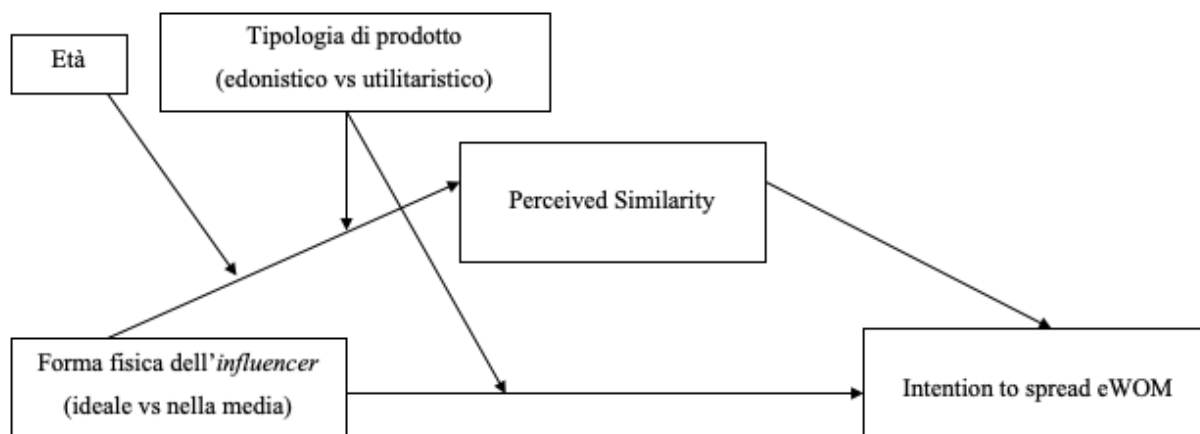 Età
Tipologia di prodotto
(edonistico vs utilitaristico)
Perceived Similarity
Forma fisica dell’influencer
(ideale vs nella media)
Intention to spread eWOM